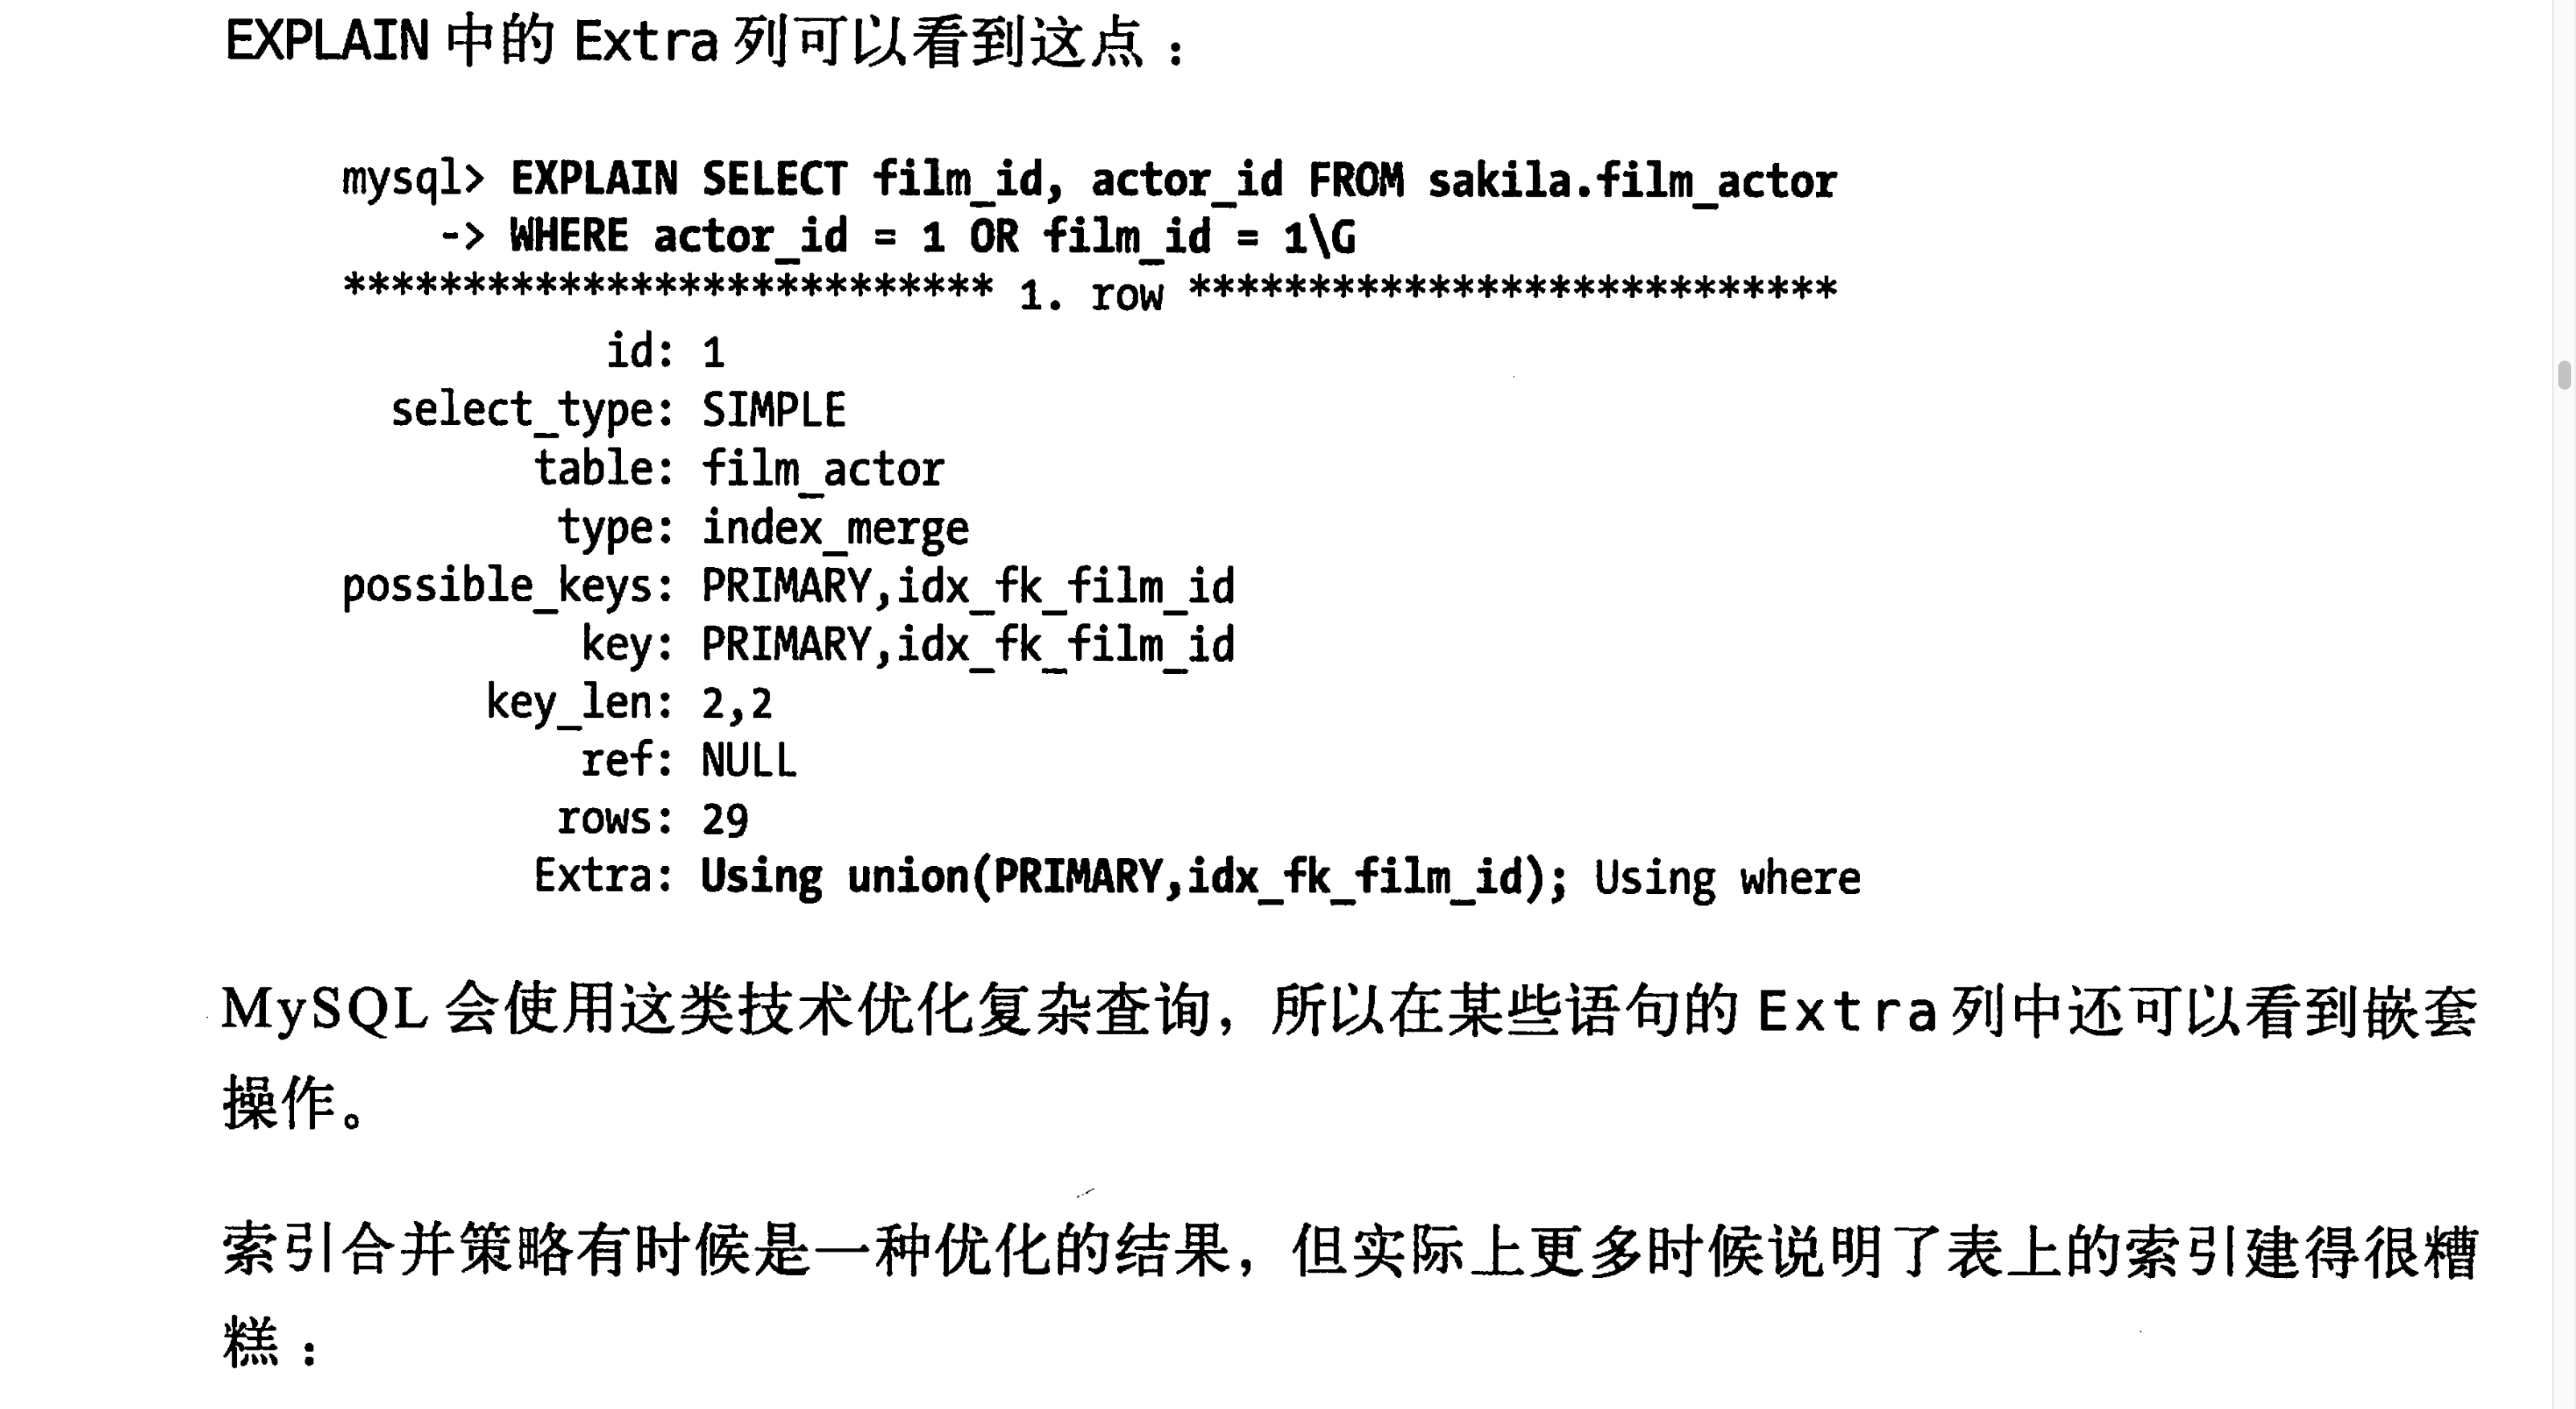 EXPLAIN 中的 Extra 列可以看到这点：
mysql> EXPLAIN SELECT film_id, actor_id FROM sakila.film_actor
-> WHERE actor_id = 1 OR film_id = 1\G
*************************** 1. row ***************************
id: 1
select_type: SIMPLE
table: film_actor
type: index_merge
possible_keys: PRIMARY,idx_fk_film_id
key: PRIMARY,idx_fk_film_id
key_len: 2,2
ref: NULL
rows: 29
Extra: Using union(PRIMARY,idx_fk_film_id); Using where
MySQL 会使用这类技术优化复杂查询，所以在某些语句的 Extra 列中还可以看到嵌套
操作。
索引合并策略有时候是一种优化的结果，但实际上更多时候说明了表上的索引建得很糟
糕：